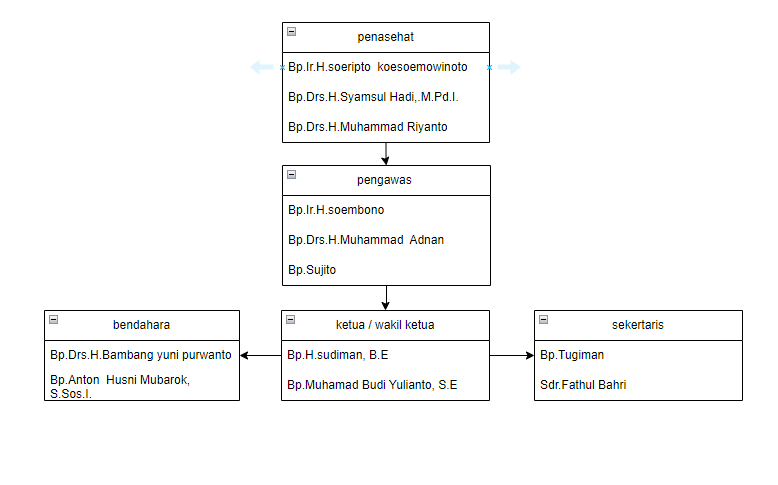 penasehat
Bp.Ir.H.soeripto  koesoemowinoto
Bp.Drs.H.Syamsul Hadi,.M.Pd.I.
Bp.Drs.H.Muhammad Riyanto
pengawas
Bp.Ir.H.soembono
Bp.Drs.H.Muhammad  Adnan
Bp.Sujito
bendahara
Bp.Drs.H.Bambang yuni purwanto
Bp.Anton  Husni Mubarok,
S.Sos.I.
ketua / wakil ketua
Bp.H.sudiman, B.E
Bp.Muhamad Budi Yulianto, S.E
sekertaris
Bp.Tugiman
Sdr.Fathul Bahri